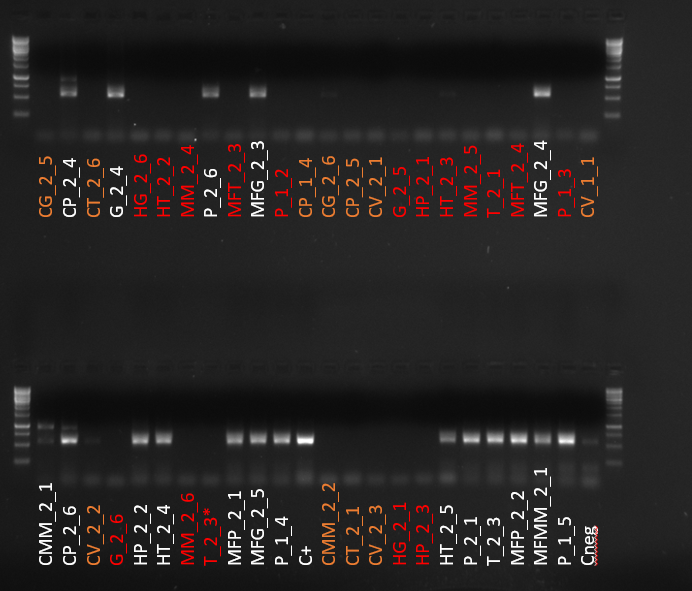 CG_2_5
CP_2_4
CT_2_6
G_2_4
HG_2_6
HT_2_2
MM_2_4
P_2_6
MFT_2_3
MFG_2_3
P_1_2
CP_1_4
CG_2_6
CP_2_5
CV_2_1
G_2_5
HP_2_1
HT_2_3
MM_2_5
T_2_1
MFT_2_4
MFG_2_4
P_1_3
CV_1_1
CMM_2_1
CP_2_6
CV_2_2
G_2_6
HP_2_2
HT_2_4
MM_2_6
T_2_3*
MFP_2_1
MFG_2_5
P_1_4
C+
CMM_2_2
CT_2_1
CV_2_3
HG_2_1
HP_2_3
HT_2_5
P_2_1
T_2_3
MFP_2_2
MFMM_2_1
P_1_5
Cneg